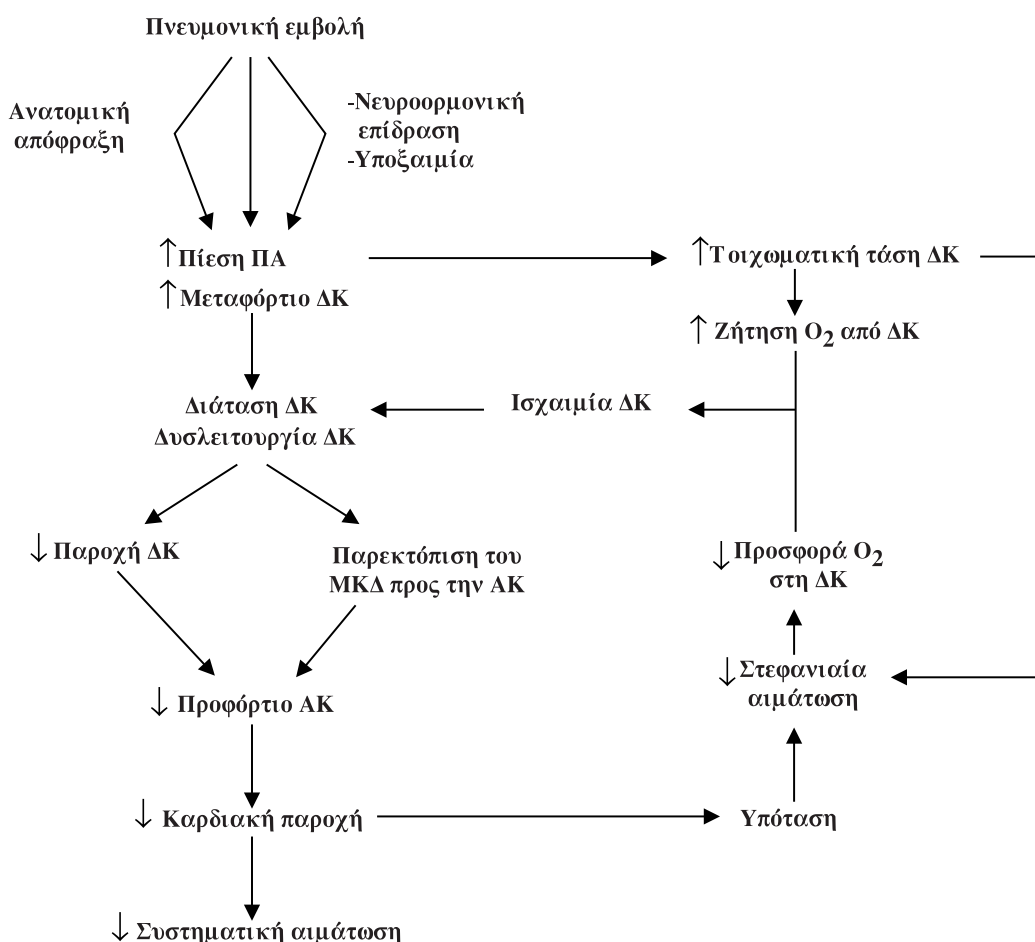 Πνευμονική εμβολή
Ανατομική
απόφραξη
-Νευροορμονική
επίδραση
-Υποξαιμία
↑Πίεση ΠΑ
↑Μεταφόρτιο ΔΚ
↑Τοιχωματική τάση ΔΚ
↑ Ζήτηση O2 από ΔΚ
Ισχαιμία ΔΚ
Διάταση ΔΚ
Δυσλειτουργία ΔΚ
↓ Παροχή ΔΚ
Παρεκτόπιση του
ΜΚΔ προς την ΑΚ
↓ Προσφορά O2
στη ΔΚ
↓ Προφόρτιο ΑΚ
↓Στεφανιαία
αιμάτωση
↓ Καρδιακή παροχή
Υπόταση
↓ Συστηματική αιμάτωση